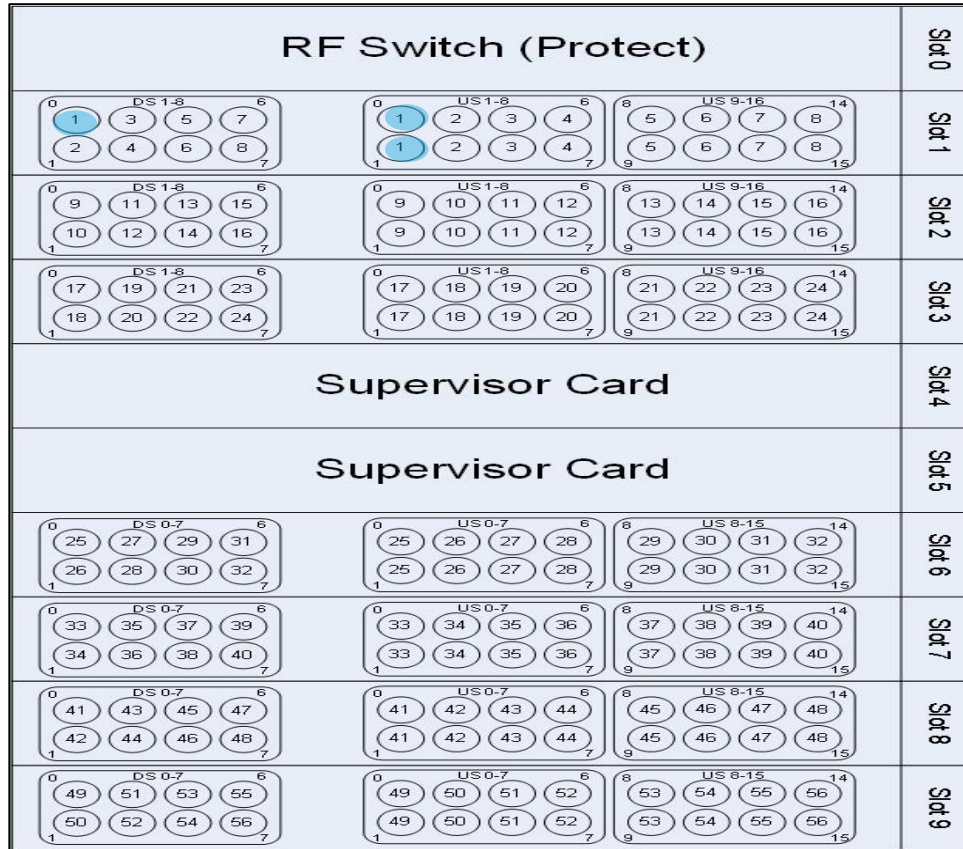 RF Switch (Protect) Slot 0
0 DS 1-8 6 0 US 1-8 6 8 US 9-16 14
1 3 5 7 1 2 3 4 5 6 7 8 Slot 1
2 4 6 8 1 2 3 4 5 6 7 8
1 7 1 7 9 15
0 DS 1-8 6 0 US 1-8 6 8 US 9-16 14
9 11 13 15 9 10 11 12 13 14 15 16 Slot 2
10 12 14 16 9 10 11 12 13 14 15 16
1 7 1 7 9 15
0 DS 1-8 6 0 US 1-8 6 8 US 9-16 14
17 19 21 23 17 18 19 20 21 22 23 24 Slot 3
18 20 22 24 17 18 19 20 21 22 23 24
1 7 1 7 9 15
Supervisor Card Slot 4
Supervisor Card Slot 5
0 DS 0-7 6 0 US 0-7 6 8 US 8-15 14
25 27 29 31 25 26 27 28 29 30 31 32 Slot 6
26 28 30 32 25 26 27 28 29 30 31 32
1 7 1 7 9 15
0 DS 0-7 6 0 US 0-7 6 8 US 8-15 14
33 35 37 39 33 34 35 36 37 38 39 40 Slot 7
34 36 38 40 33 34 35 36 37 38 39 40
1 7 1 7 9 15
0 DS 0-7 6 0 US 0-7 6 8 US 8-15 14
41 43 45 47 41 42 43 44 45 46 47 48 Slot 8
42 44 46 48 41 42 43 44 45 46 47 48
1 7 1 7 9 15
0 DS 0-7 6 0 US 0-7 6 8 US 8-15 14
49 51 53 55 49 50 51 52 53 54 55 56 Slot 9
50 52 54 56 49 50 51 52 53 54 55 56
1 7 1 7 9 15